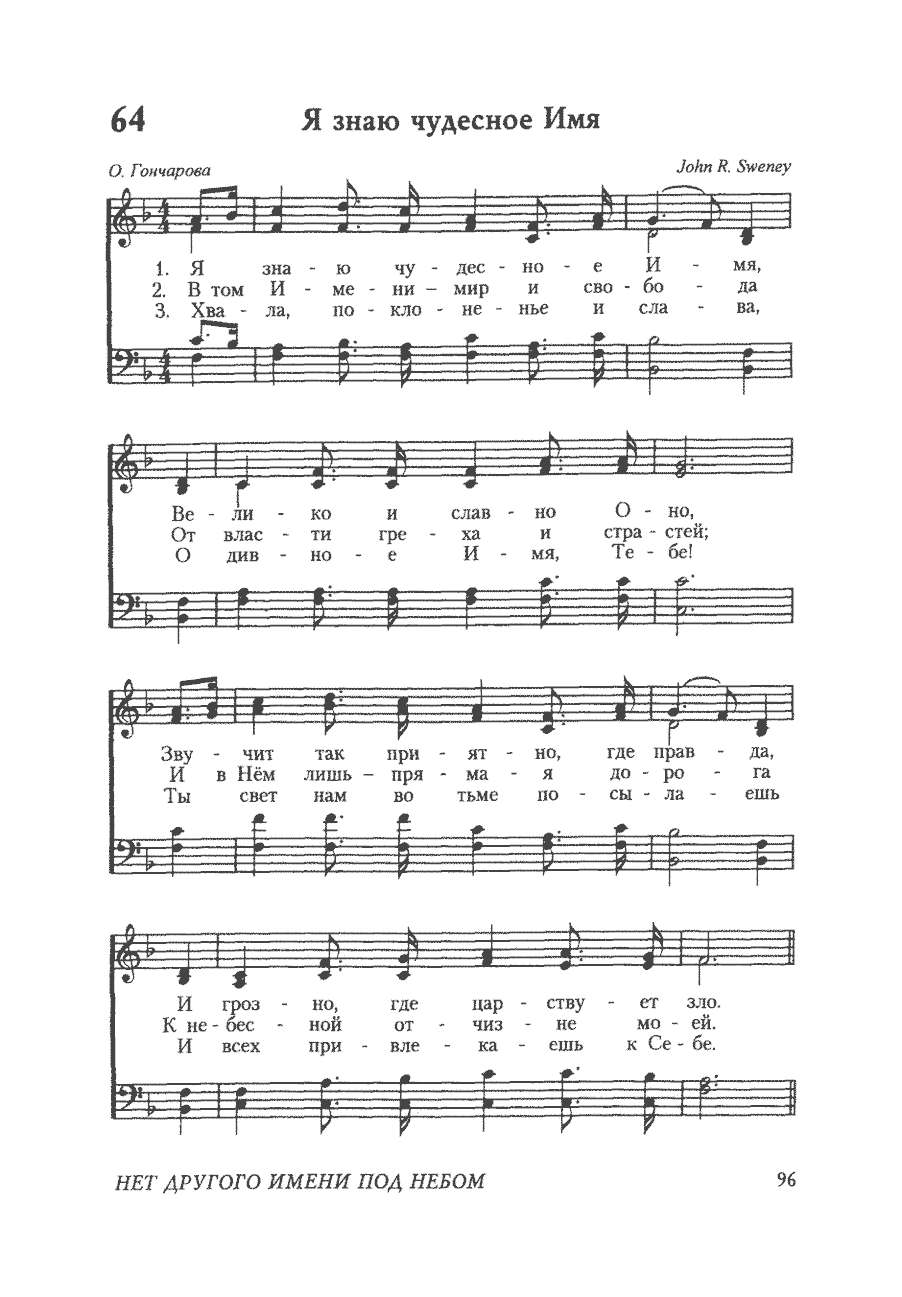 64 Я знаю чудесное Имя
О. Гончарова John R. Sweney
1. Я зна - ю чу - дес - но - е И - мя,
2. В том И - ме - ни – мир и сво - бо - да
3. Хва - ла, по - кло - не - нье и сла - ва,
Ве - ли - ко и слав - но О - но,
От влас - ти гре - ха и стра - стей;
О див - но - е И - мя, Те - бе!
Зву - чит так при - ят - но, где прав - да,
И в Нём лишь – пря - ма - я до - ро - га
Ты свет нам во тьме по - сы - ла - ешь
И гроз - но, где цар - ству - ет зло.
К не - бес - ной от - чиз - не мо - ей.
И всех при - вле - ка - ешь к Се - бе.
НЕТ ДРУГОГО ИМЕНИ ПОД НЕБОМ 96